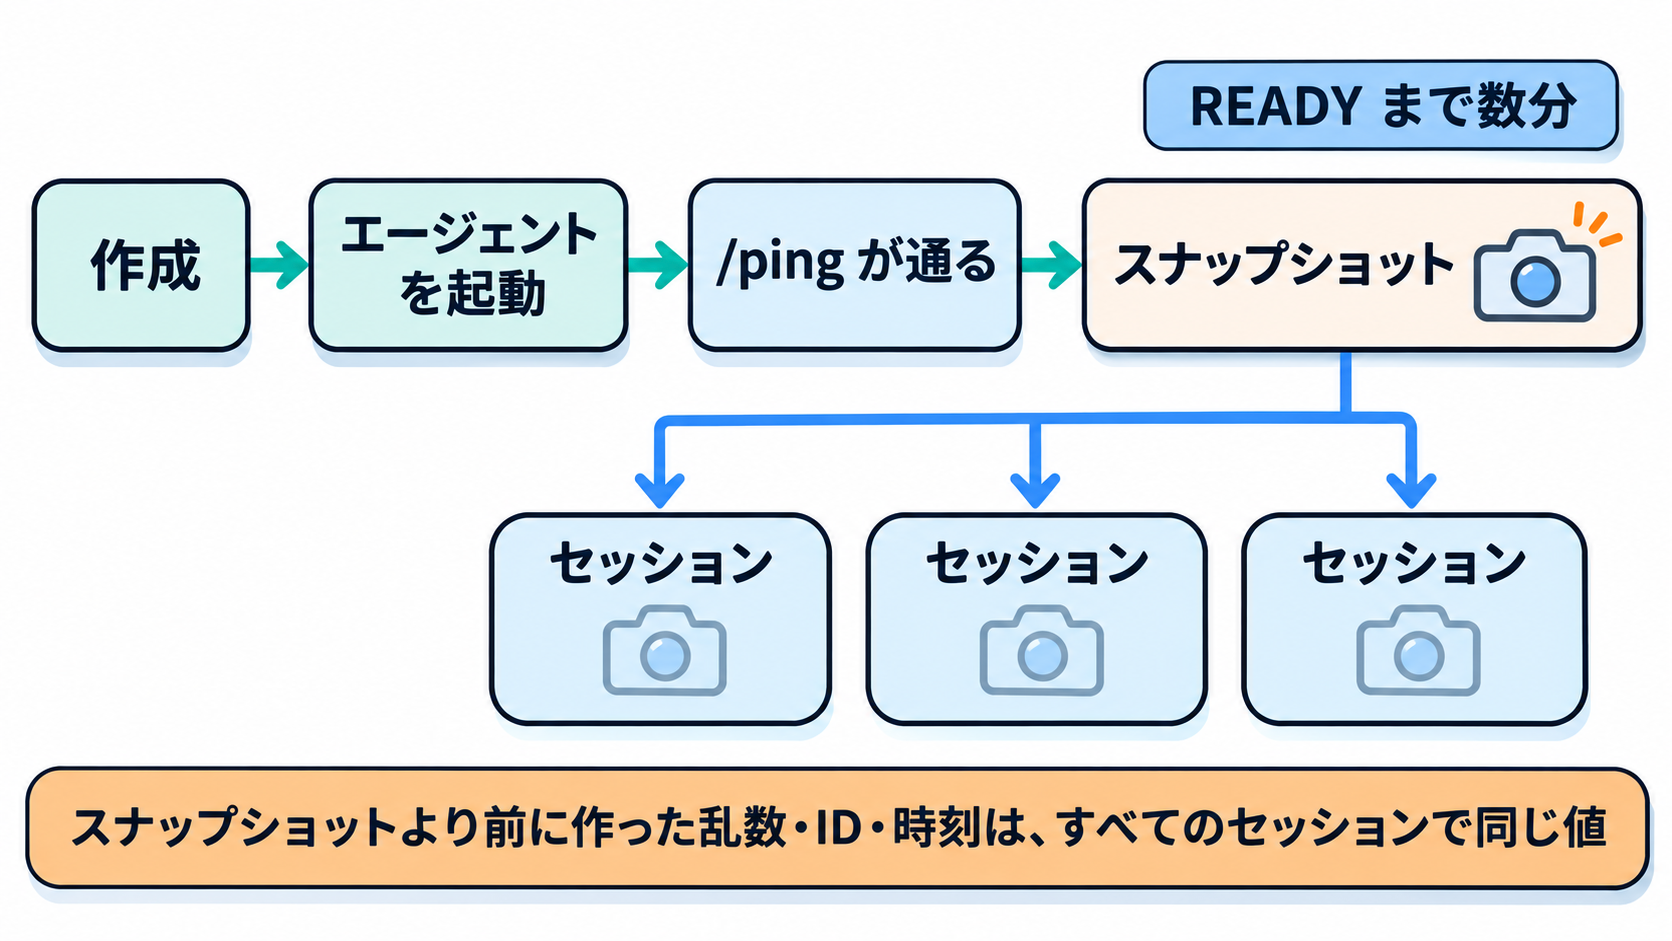 READY まで数分
作成
エージェント
を起動
/ping が通る
スナップショット
セッション
セッション
セッション
スナップショットより前に作った乱数・ID・時刻は、すべてのセッションで同じ値